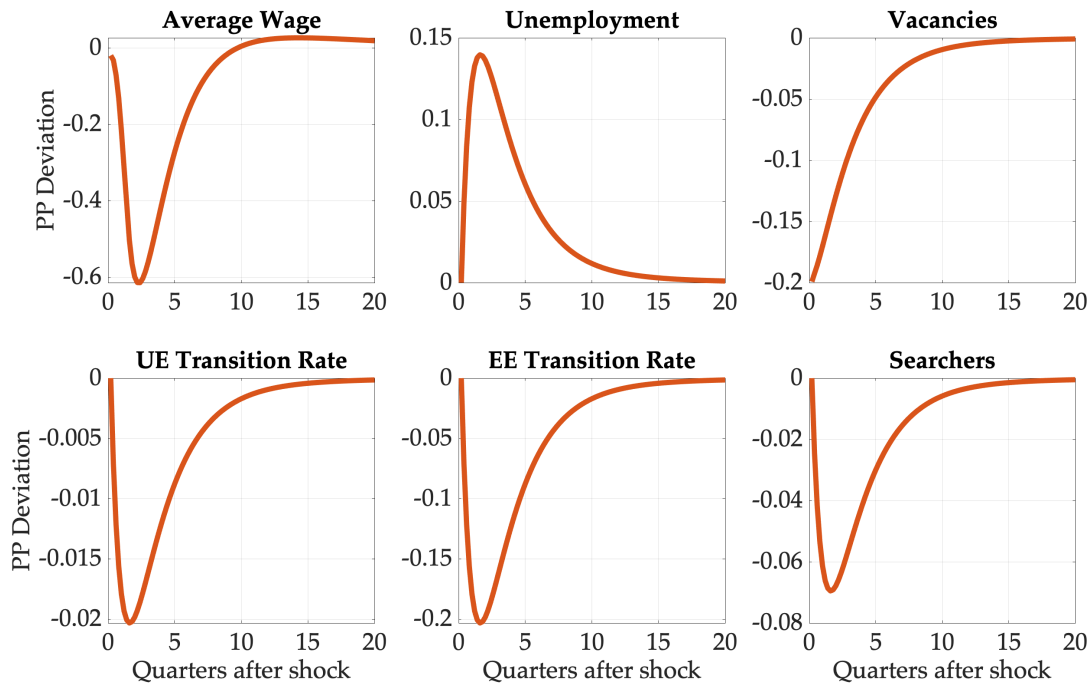 Average Wage
PP Deviation
0
-0.2
-0.4
-0.6
0 5 10 15 20
Unemployment
0.15
0.1
0.05
0
0 5 10 15 20
Vacancies
0
-0.05
-0.1
-0.15
-0.2
0 5 10 15 20
UE Transition Rate
PP Deviation
0
-0.005
-0.01
-0.015
-0.02
0 5 10 15 20
Quarters after shock
EE Transition Rate
0
-0.05
-0.1
-0.15
-0.2
0 5 10 15 20
Quarters after shock
Searchers
0
-0.02
-0.04
-0.06
-0.08
0 5 10 15 20
Quarters after shock